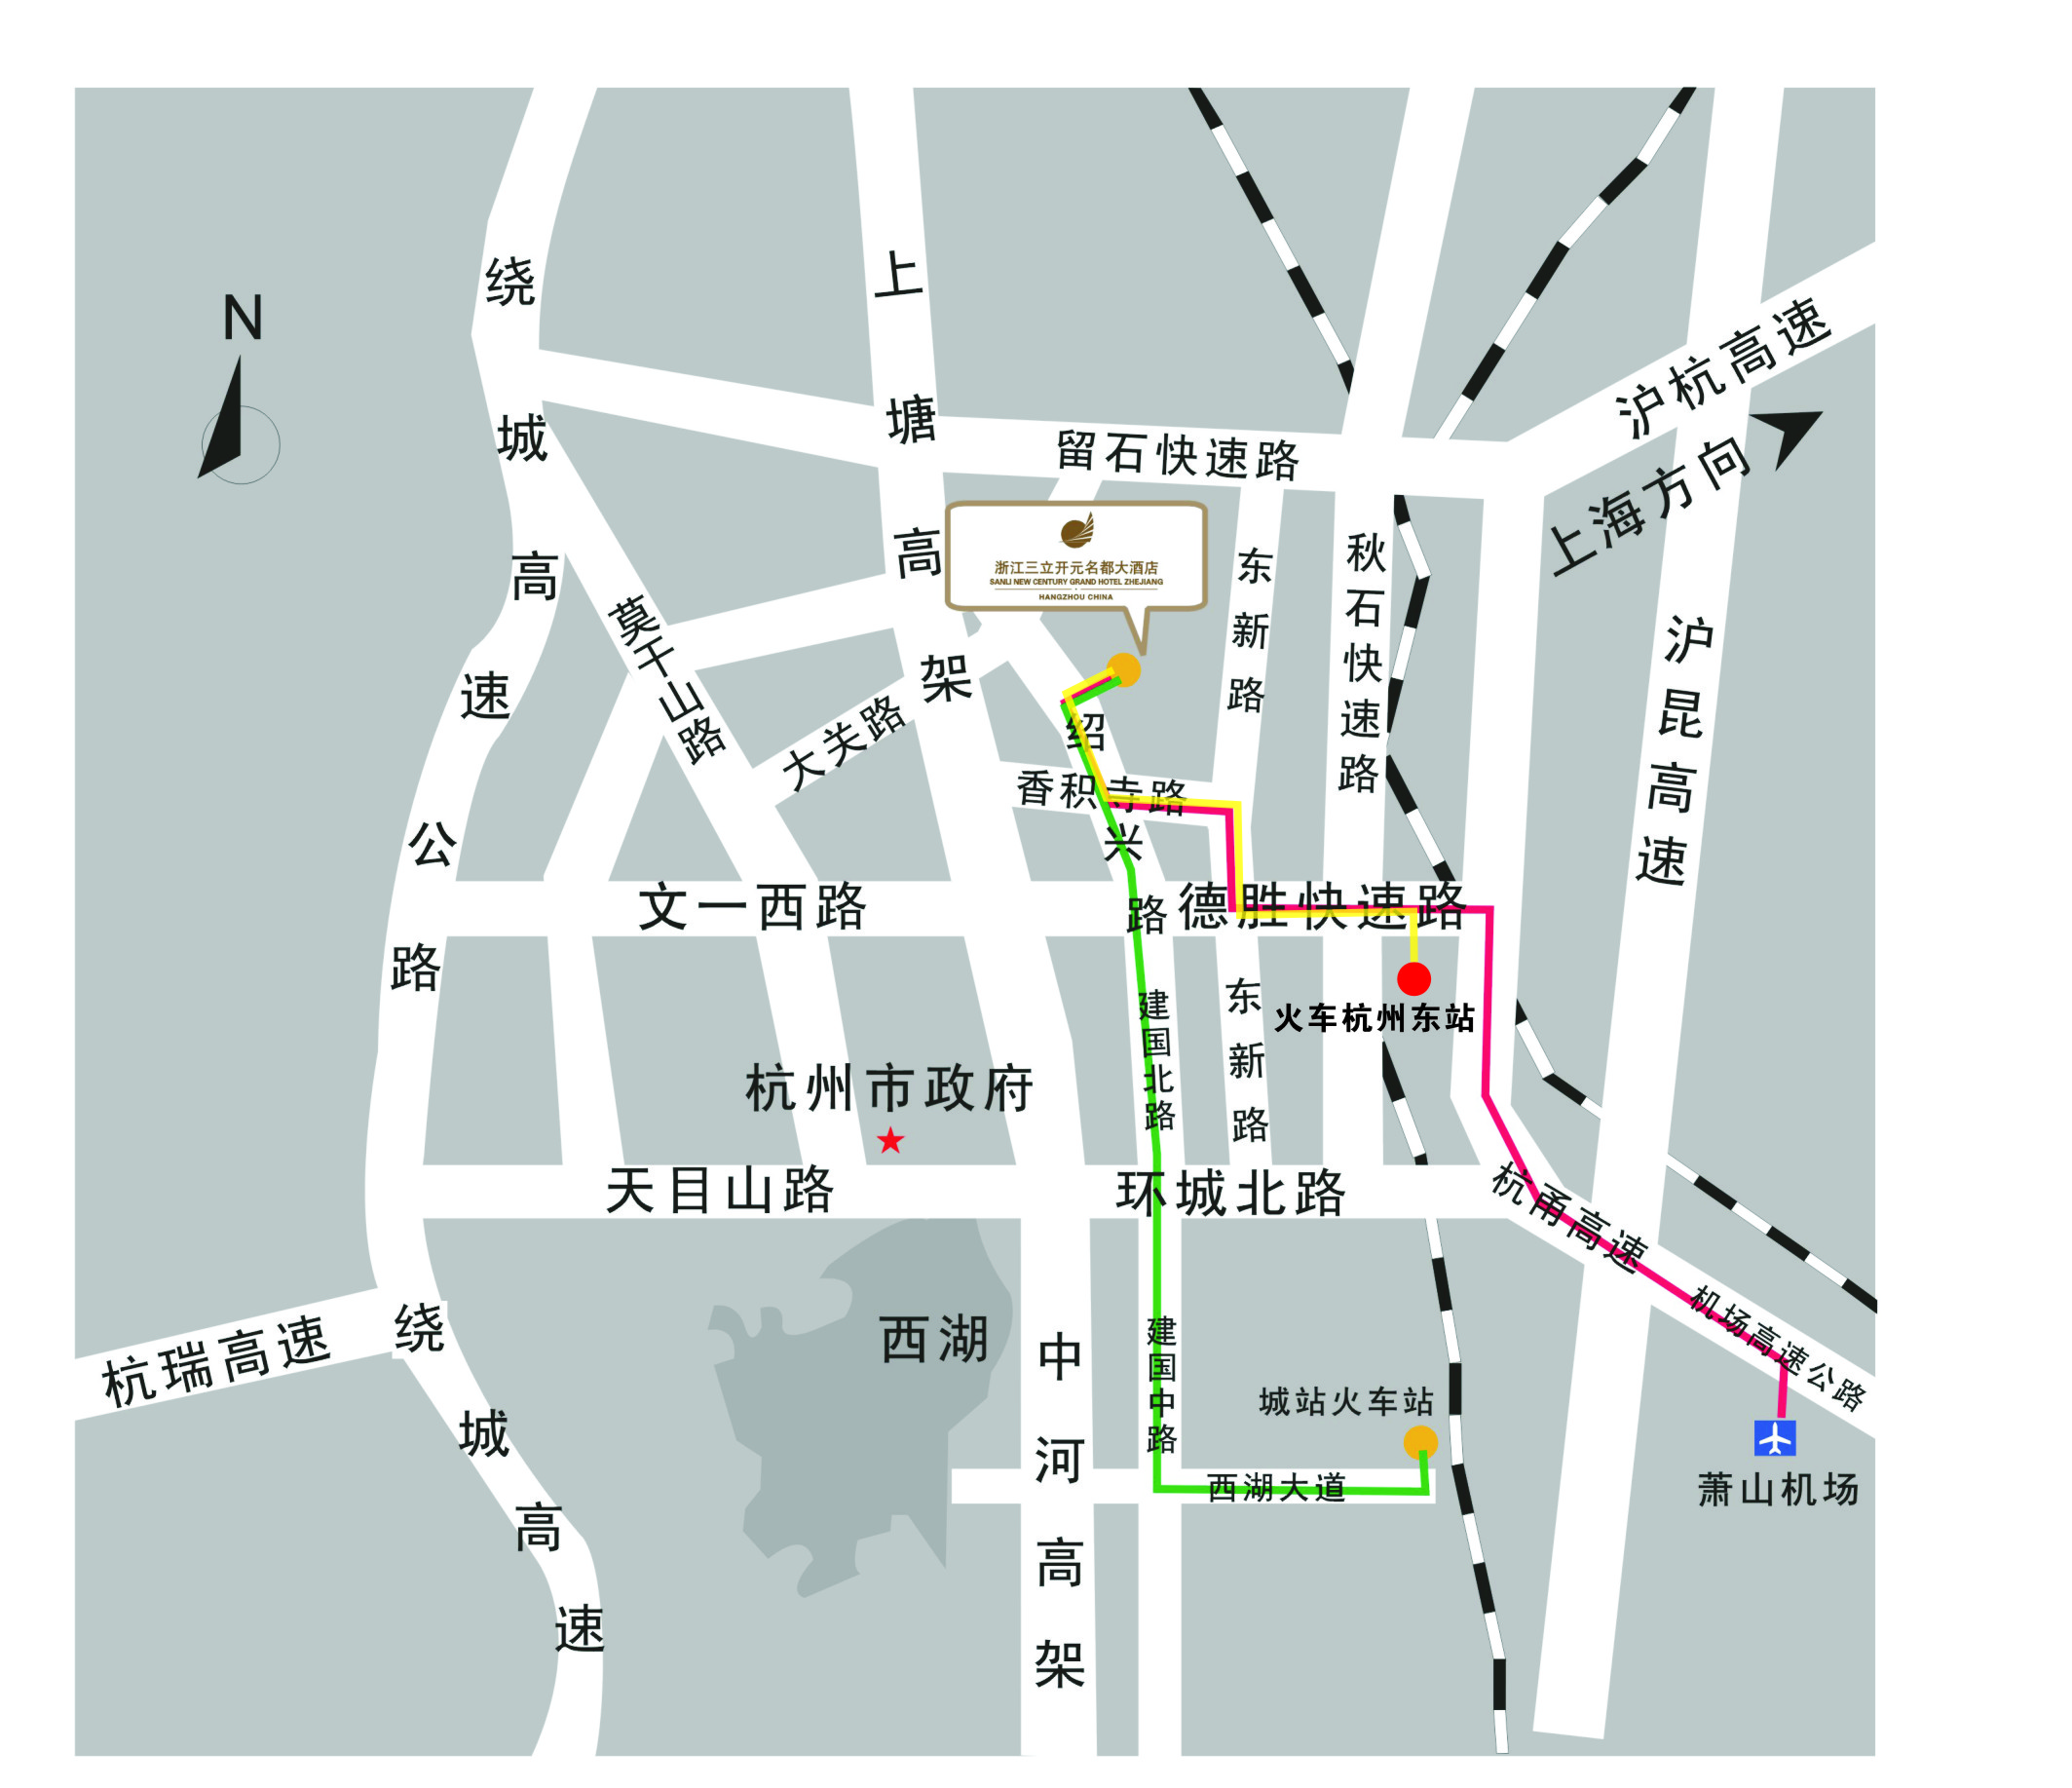 N
绕城高速公路
上塘高架
沪杭高速
上海方向
留石快速路
浙江三立开元名都大酒店
SANLI NEW CENTURY GRAND HOTEL ZHEJIANG
HANGZHOU CHINA
东新路
秋石快速路
沪昆高速
莫干山路
大关路
香积寺路
绍兴路
文一西路
德胜快速路
建国北路
东新路
火车杭州东站
杭州市政府
天目山路
环城北路
杭甬高速
机场高速公路
杭瑞高速
绕城高速
西湖
中河高架
建国中路
城站火车站
西湖大道
萧山机场